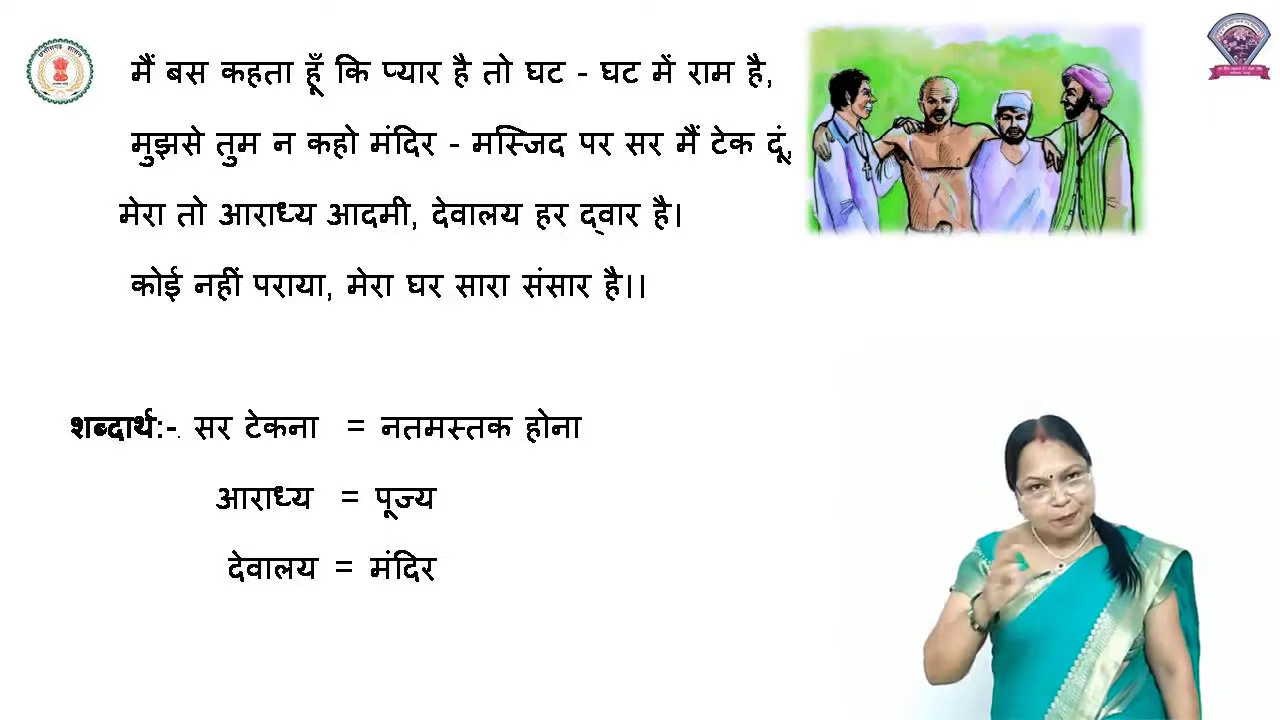 मैं बस कहता हूँ कि प्यार है तो घट - घट में राम है,
मुझसे तुम न कहो मंदिर - मस्जिद पर सर मैं टेक दूं,
मेरा तो आराध्य आदमी, देवालय हर द्वार है।
कोई नहीं पराया, मेरा घर सारा संसार है।।
शब्दार्थ:-. सर टेकना = नतमस्तक होना
आराध्य = पूज्य
देवालय = मंदिर